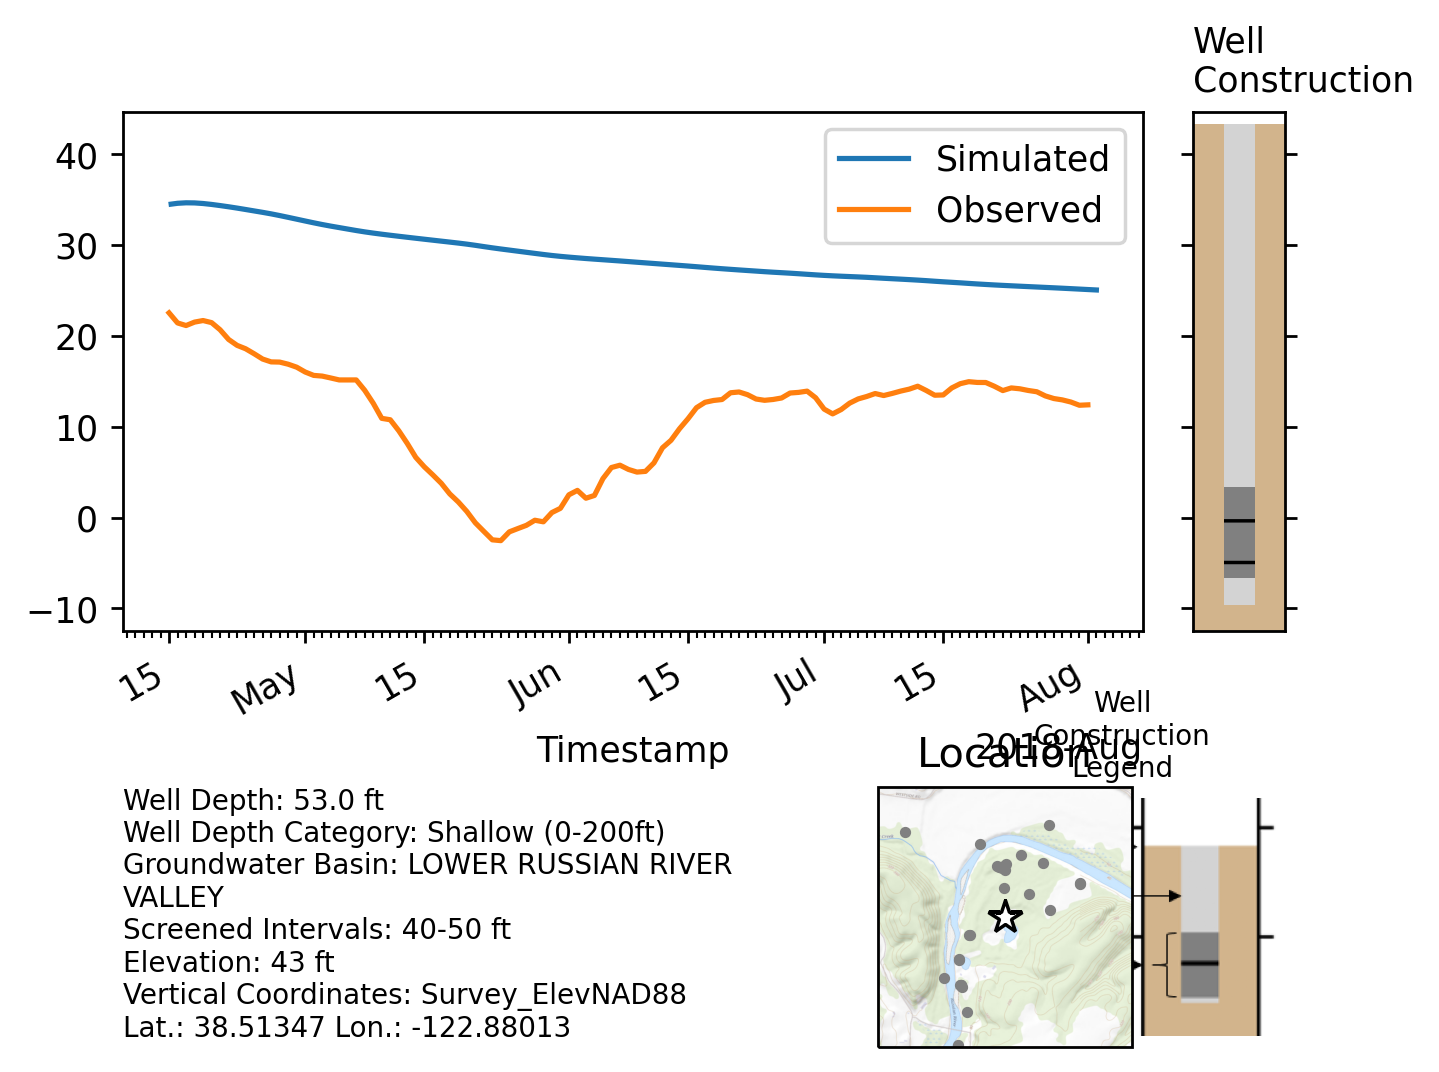 Well
Construction
40
30
20
10
0
−10
Simulated
Observed
15
May
15
Jun
15
Jul
15
Aug
Timestamp
2018-Aug
Location
Well
Construction
Legend
Well Depth: 53.0 ft
Well Depth Category: Shallow (0-200ft)
Groundwater Basin: LOWER RUSSIAN RIVER
VALLEY
Screened Intervals: 40-50 ft
Elevation: 43 ft
Vertical Coordinates: Survey_ElevNAD88
Lat.: 38.51347 Lon.: -122.88013